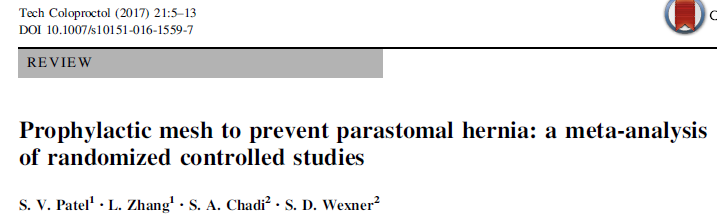 Tech Coloproctol (2017) 21:5–13
DOI 10.1007/s10151-016-1559-7
REVIEW
Prophylactic mesh to prevent parastomal hernia: a meta-analysis
of randomized controlled studies
S. V. Patel¹ · L. Zhang¹ · S. A. Chadi² · S. D. Wexner²